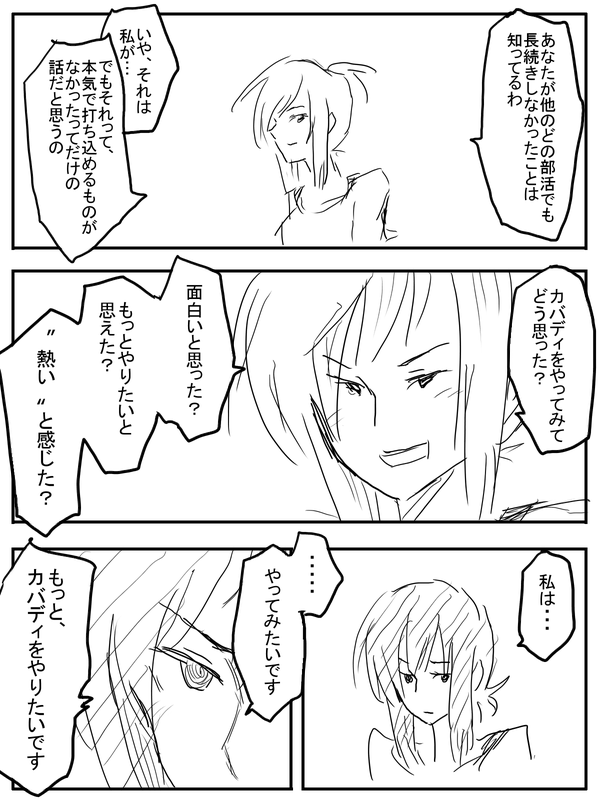 あなたが他のどの部活でも
長続きしなかったことは
知ってるわ
いや、それは
私が…
でもそれって、
本気で打ち込めるものが
なかったってだけの
話だと思うの
カバディをやってみて
どう思った?
面白いと思った?
もっとやりたいと
思えた?
〝熱い〟と感じた?
私は・・・
・・・・・
やってみたいです
もっと、
カバディをやりたいです